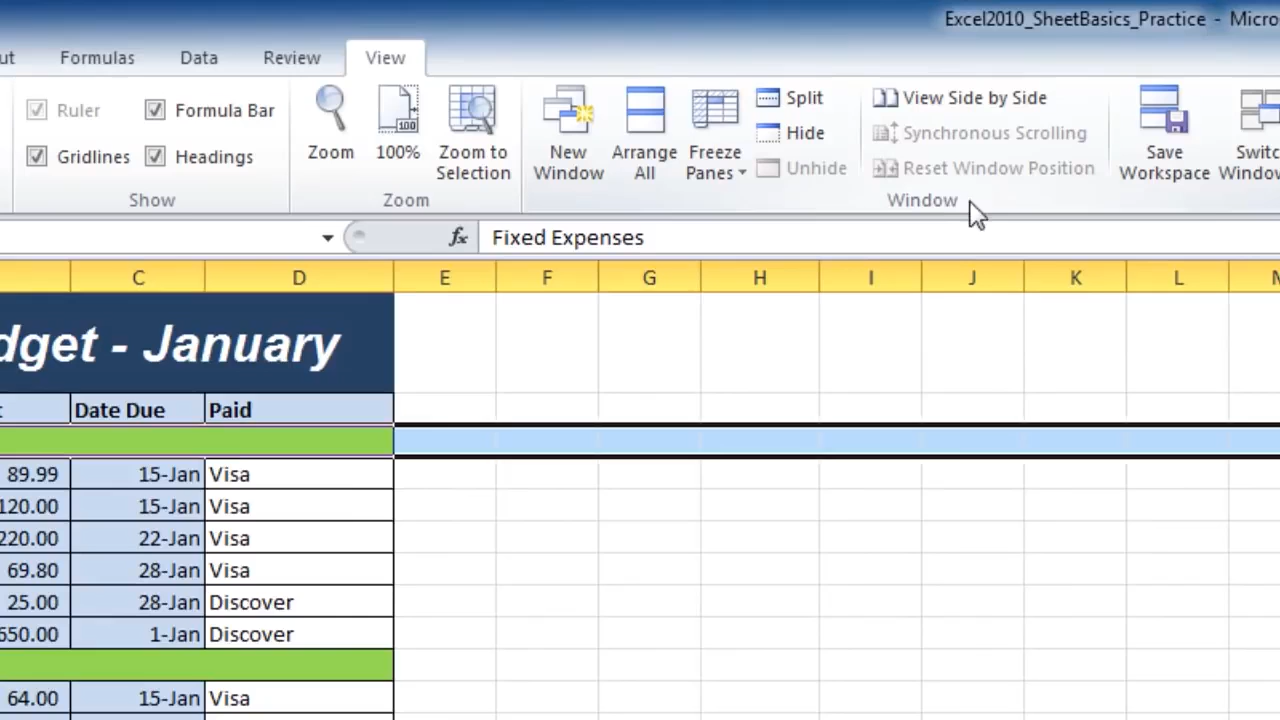 Excel2010_SheetBasics_Practice - Micro
ut Formulas Data Review View
Ruler Formula Bar
Gridlines Headings
Show
Zoom 100% Zoom to Selection
Zoom
New Window Arrange All Freeze Panes
Split
Hide
Unhide
View Side by Side
Synchronous Scrolling
Reset Window Position
Window
Save Workspace
Switc
Window
fx Fixed Expenses
C D E F G H I J K L M
dget - January
t Date Due Paid
89.99 15-Jan Visa
120.00 15-Jan Visa
220.00 22-Jan Visa
69.80 28-Jan Visa
25.00 28-Jan Discover
650.00 1-Jan Discover
64.00 15-Jan Visa